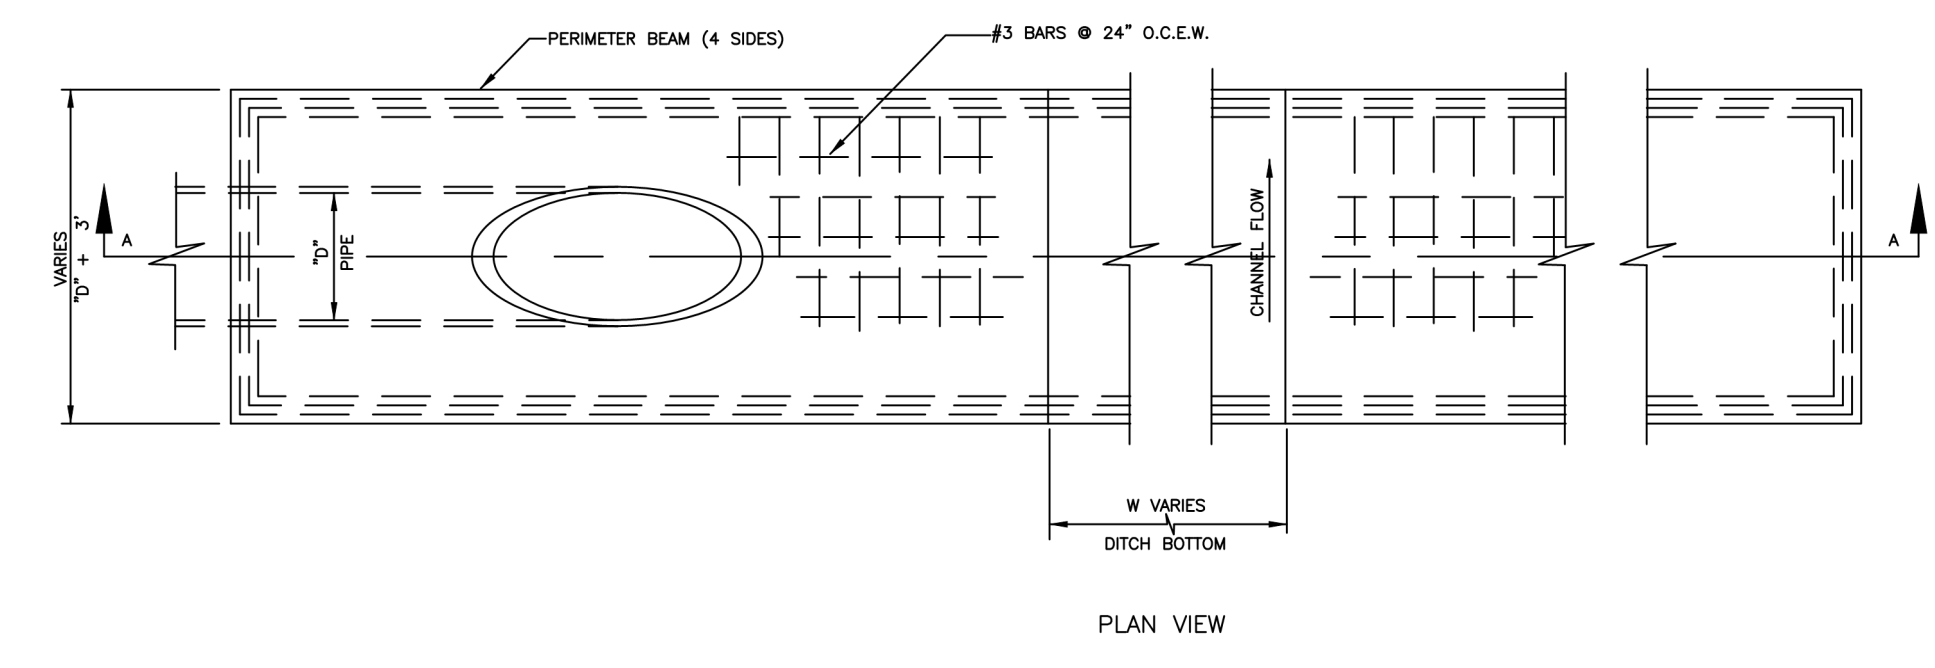 PERIMETER BEAM (4 SIDES)
#3 BARS @ 24" O.C.E.W.
VARIES
"D" + 3'
A
"D"
PIPE
CHANNEL FLOW
A
W VARIES
DITCH BOTTOM
PLAN VIEW